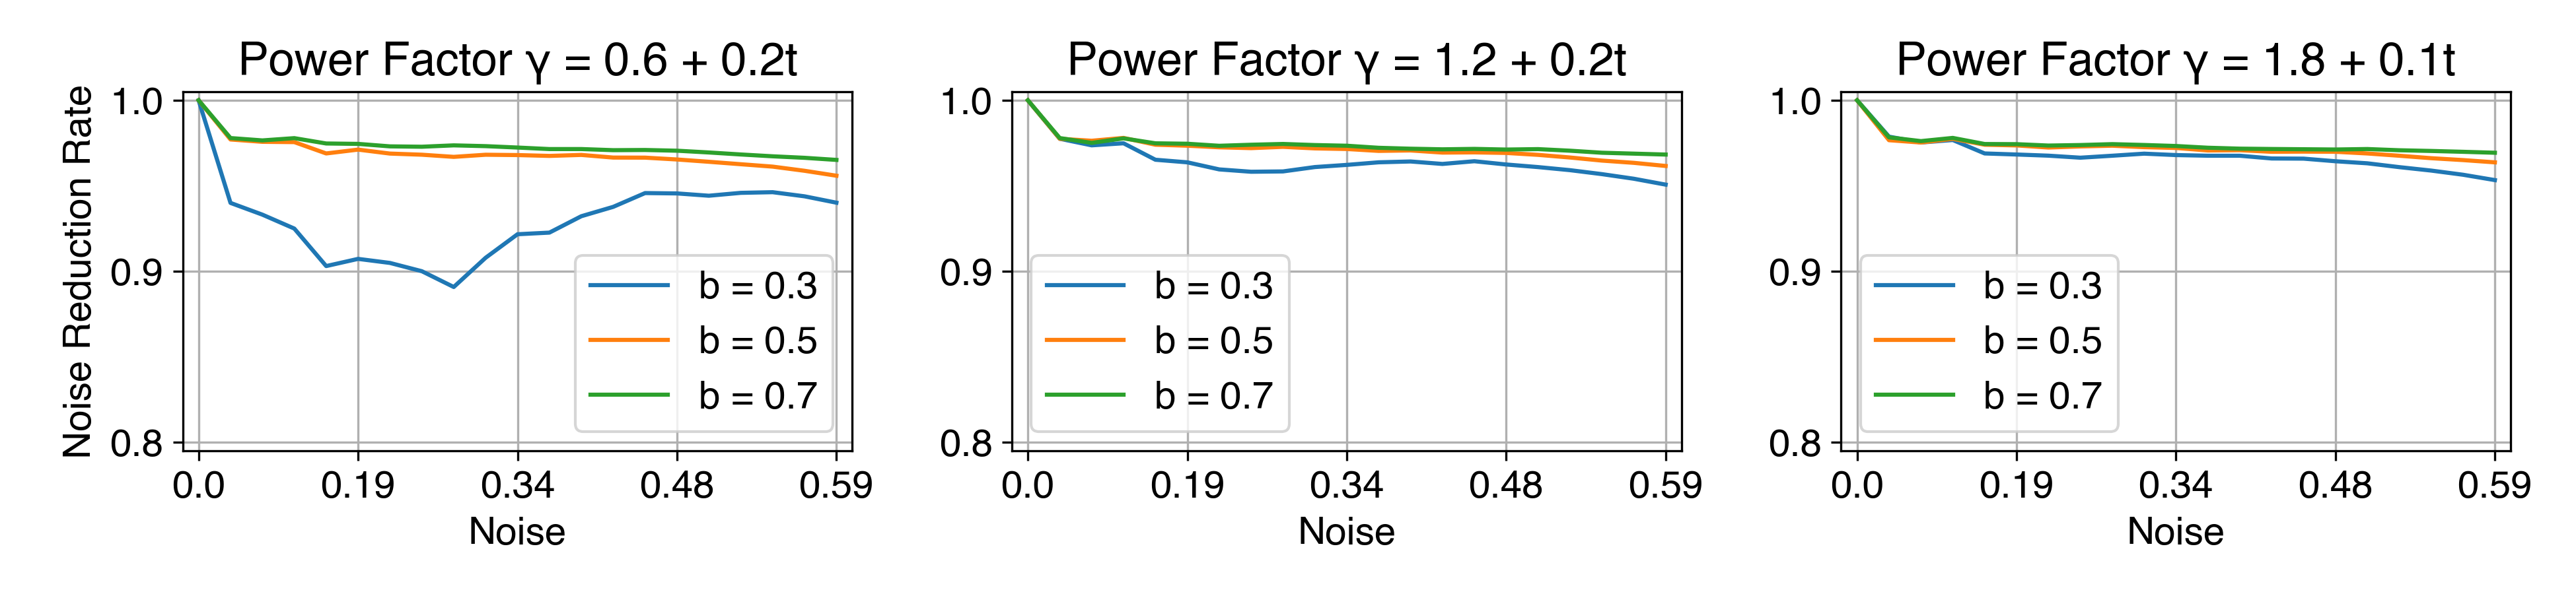 Power Factor γ = 0.6 + 0.2t
Noise Reduction Rate
1.0
0.9
0.8
b = 0.3
b = 0.5
b = 0.7
0.0 0.19 0.34 0.48 0.59
Noise
Power Factor γ = 1.2 + 0.2t
1.0
0.9
0.8
b = 0.3
b = 0.5
b = 0.7
0.0 0.19 0.34 0.48 0.59
Noise
Power Factor γ = 1.8 + 0.1t
1.0
0.9
0.8
b = 0.3
b = 0.5
b = 0.7
0.0 0.19 0.34 0.48 0.59
Noise